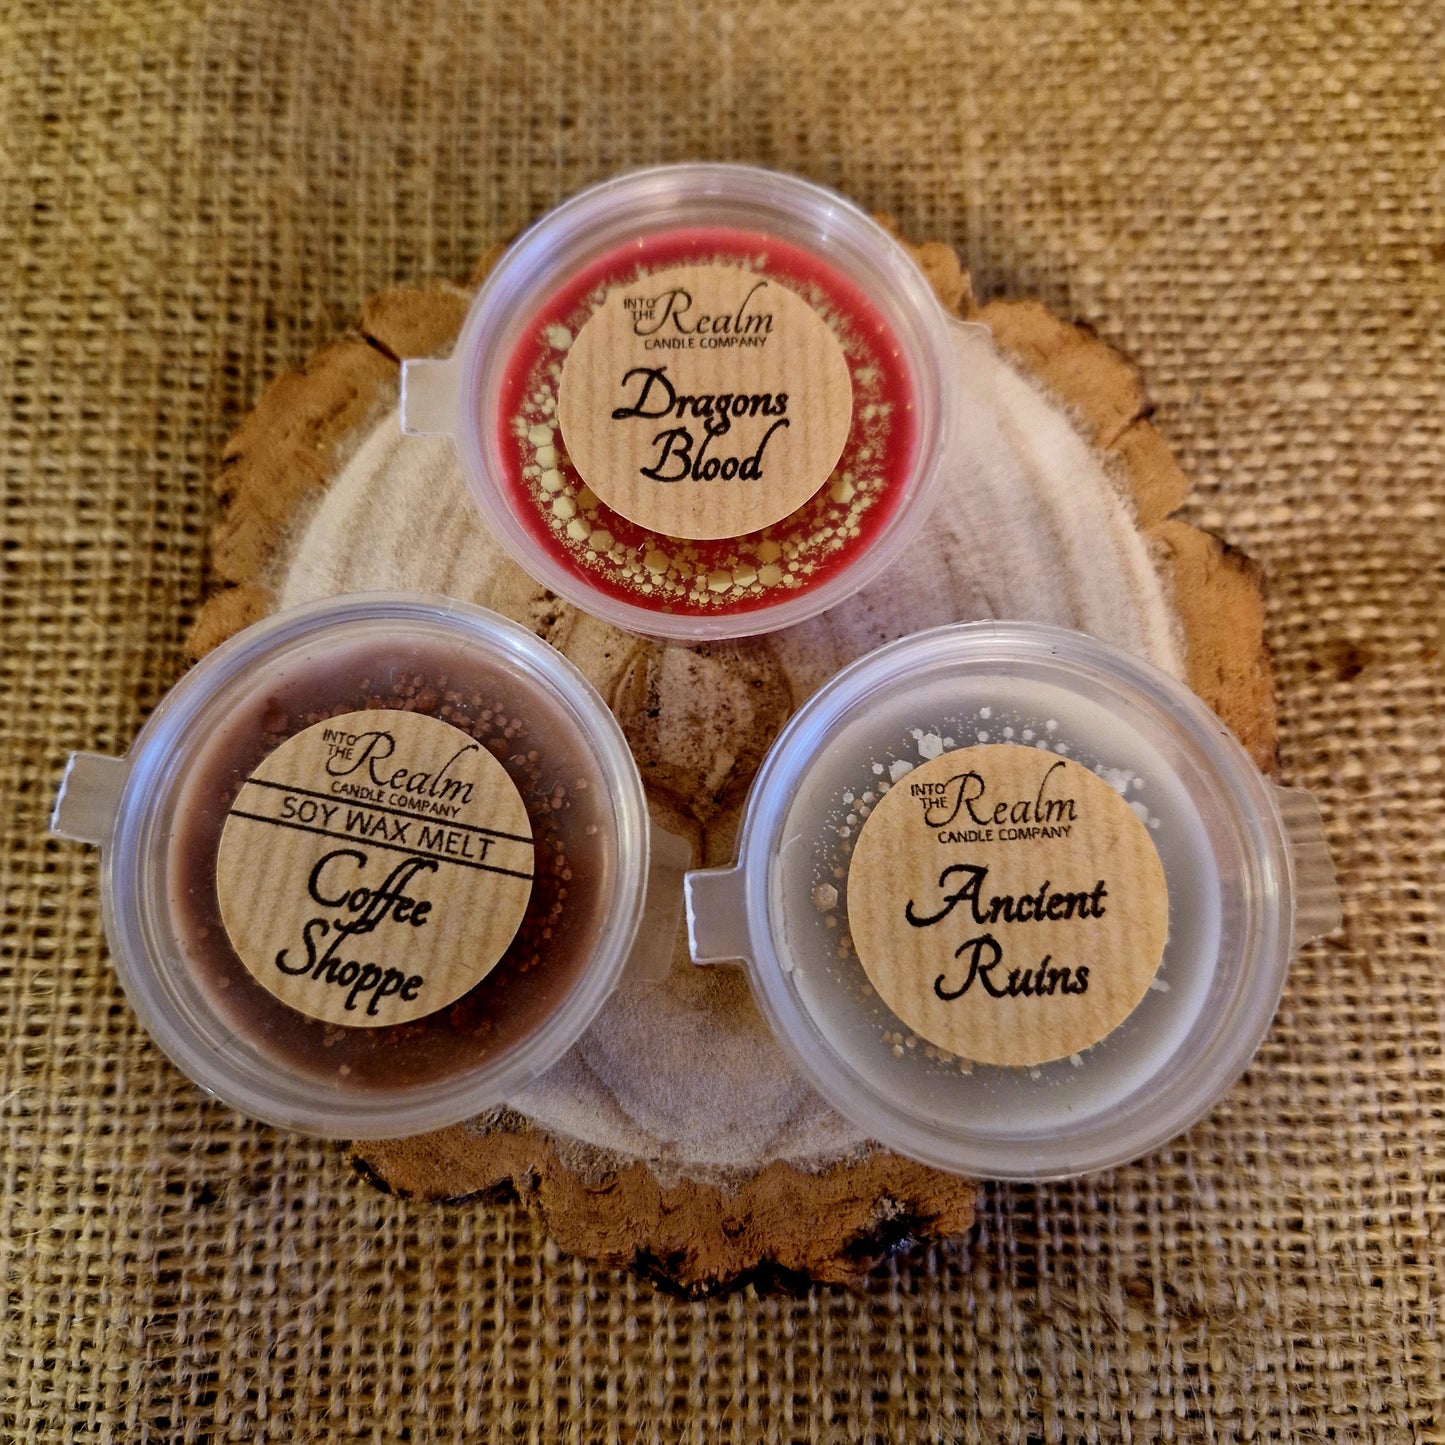 INTO
THE Realm
CANDLE COMPANY
Dragons
Blood
INTO
THE Realm
CANDLE COMPANY
SOY WAX MELT
Coffee
Shoppe
INTO
THE Realm
CANDLE COMPANY
Ancient
Ruins